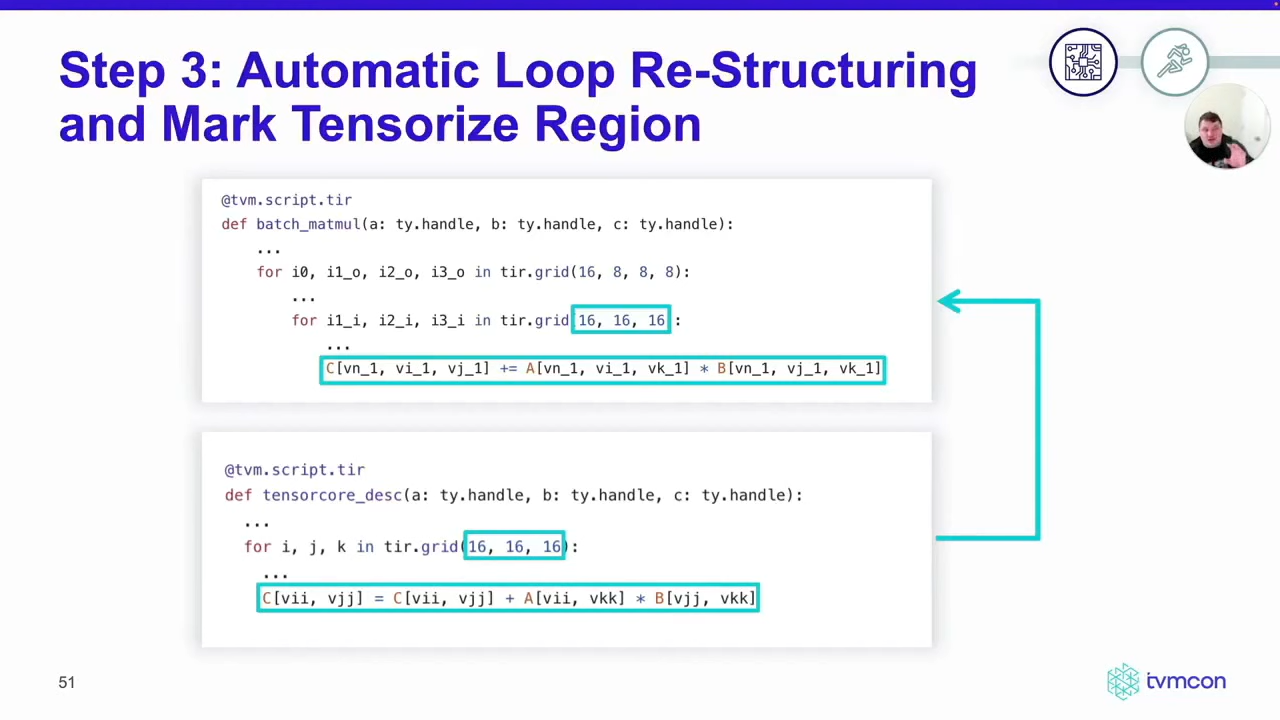 Step 3: Automatic Loop Re-Structuring
and Mark Tensorize Region
@tvm.script.tir
def batch_matmul(a: ty.handle, b: ty.handle, c: ty.handle):
...
for i0, i1_o, i2_o, i3_o in tir.grid(16, 8, 8, 8):
...
for i1_i, i2_i, i3_i in tir.grid(16, 16, 16):
...
C[vn_1, vi_1, vj_1] += A[vn_1, vi_1, vk_1] * B[vn_1, vj_1, vk_1]
@tvm.script.tir
def tensorcore_desc(a: ty.handle, b: ty.handle, c: ty.handle):
...
for i, j, k in tir.grid(16, 16, 16):
...
C[vii, vjj] = C[vii, vjj] + A[vii, vkk] * B[vjj, vkk]
51
tvmcon